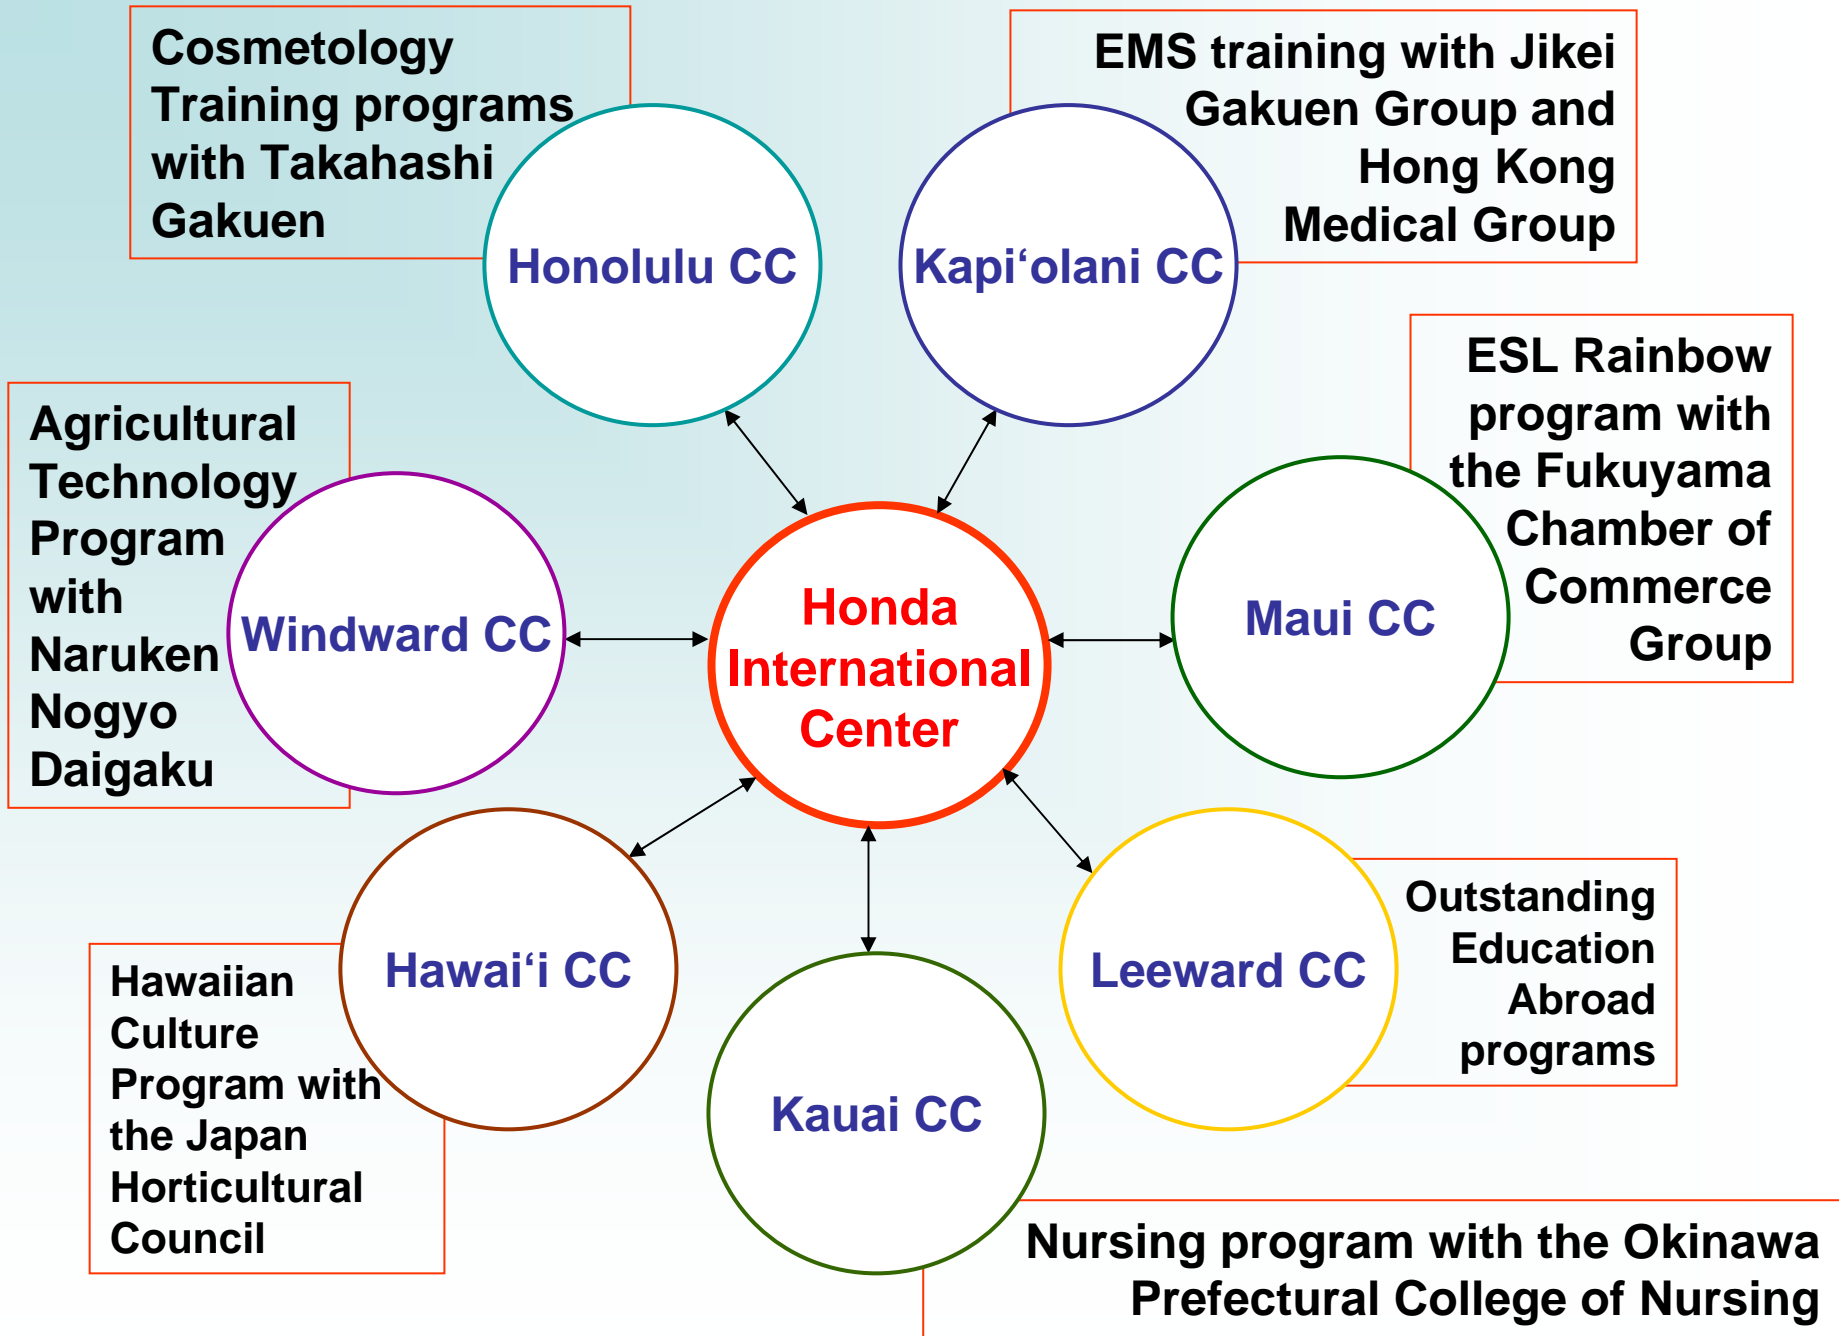 Cosmetology
Training programs
with Takahashi
Gakuen
Honolulu CC
EMS training with Jikei
Gakuen Group and
Hong Kong
Medical Group
Kapi‘olani CC
ESL Rainbow
program with
the Fukuyama
Chamber of
Commerce
Group
Maui CC
Agricultural
Technology
Program
with
Naruken
Nogyo
Daigaku
Windward CC
Honda
International
Center
Hawaiian
Culture
Program with
the Japan
Horticultural
Council
Hawai‘i CC
Kauai CC
Leeward CC
Outstanding
Education
Abroad
programs
Nursing program with the Okinawa
Prefectural College of Nursing